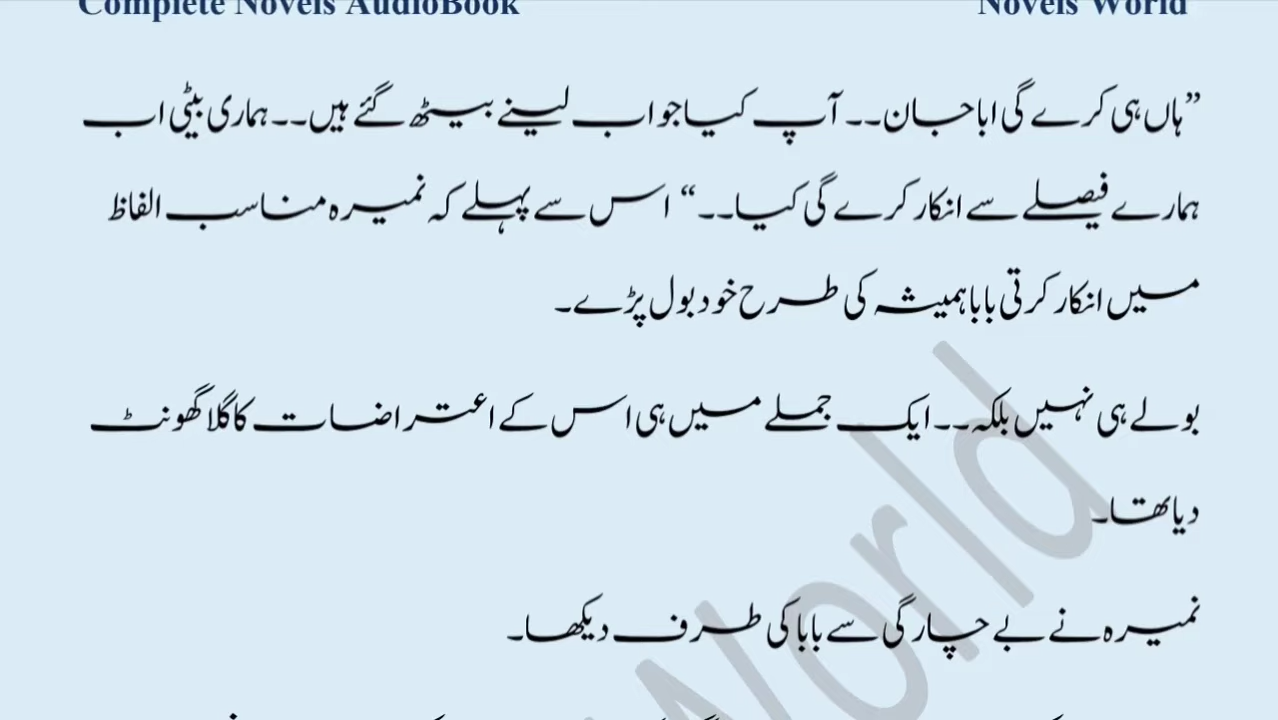 Complete Novels AudioBook Novels World
”ہاں ہی کرے گی ابا جان۔۔ آپ کیا جواب لینے بیٹھ گئے ہیں۔۔ ہماری بیٹی اب
ہمارے فیصلے سے انکار کرے گی کیا۔۔“ اس سے پہلے کہ نمیرہ مناسب الفاظ
میں انکار کرتی بابا ہمیشہ کی طرح خود بول پڑے۔
بولے ہی نہیں بلکہ۔۔ ایک جملے میں ہی اس کے اعتراضات کا گلا گھونٹ
دیا تھا۔
نمیرہ نے بے چارگی سے بابا کی طرف دیکھا۔
World